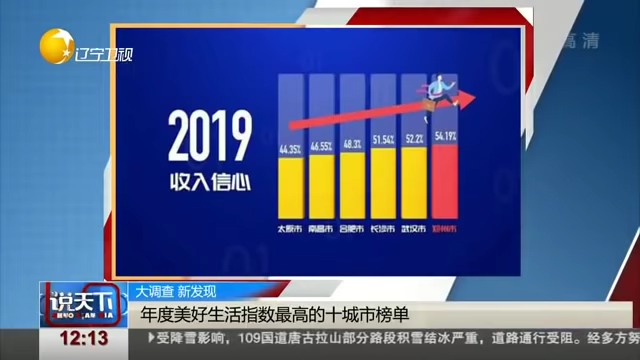 辽宁卫视
高清
2019
收入信心
44.35%
46.55%
48.3%
51.54%
52.2%
54.19%
太原市
南昌市
合肥市
长沙市
武汉市
郑州市
大调查 新发现
说天下
SHUO TIAN XIA
年度美好生活指数最高的十城市榜单
12:13
受降雪影响，109国道唐古拉山部分路段积雪结冰严重，道路通行受阻。经多方努